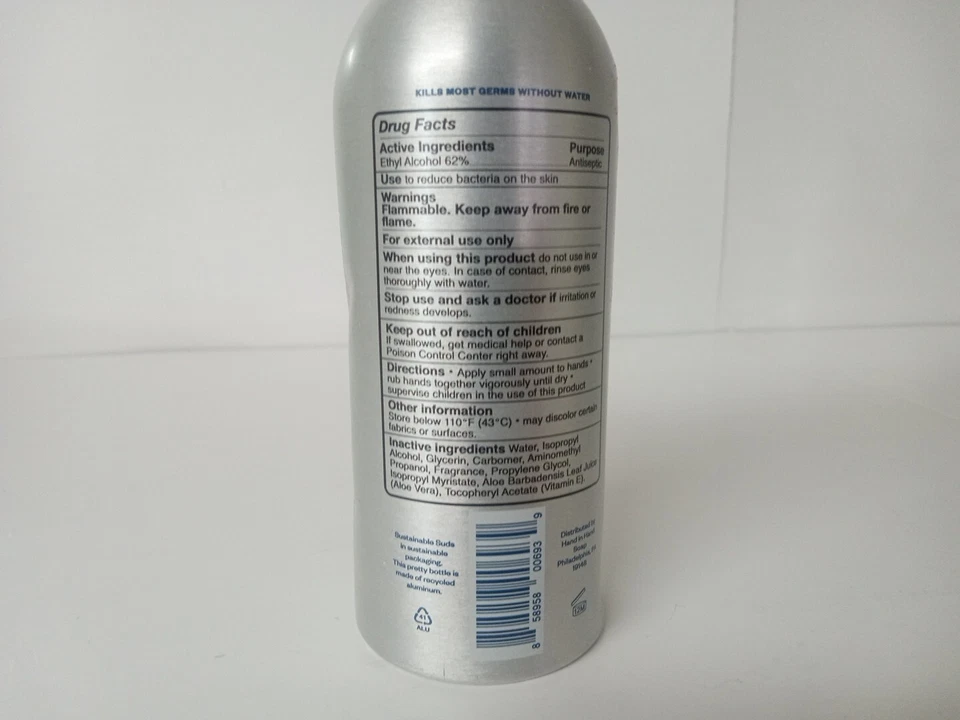 KILLS MOST GERMS WITHOUT WATER
Drug Facts
Active Ingredients Purpose
Ethyl Alcohol 62% Antiseptic
Use to reduce bacteria on the skin
Warnings
Flammable. Keep away from fire or
flame.
For external use only
When using this product do not use in or
near the eyes. In case of contact, rinse eyes
thoroughly with water.
Stop use and ask a doctor if irritation or
redness develops.
Keep out of reach of children
If swallowed, get medical help or contact a
Poison Control Center right away.
Directions • Apply small amount to hands •
rub hands together vigorously until dry •
supervise children in the use of this product
Other information
Store below 110°F (43°C) • may discolor certain
fabrics or surfaces.
Inactive ingredients Water, Isopropyl
Alcohol, Glycerin, Carbomer, Aminomethyl
Propanol, Fragrance, Propylene Glycol,
Isopropyl Myristate, Aloe Barbadensis Leaf Juice
(Aloe Vera), Tocopheryl Acetate (Vitamin E).
Sustainable Suds
in sustainable
packaging.
This pretty bottle is
made of recycled
aluminum.
41
ALU
8 58958 00693 9
Distributed by
Hand in Hand
Soap
Philadelphia, PA
12M